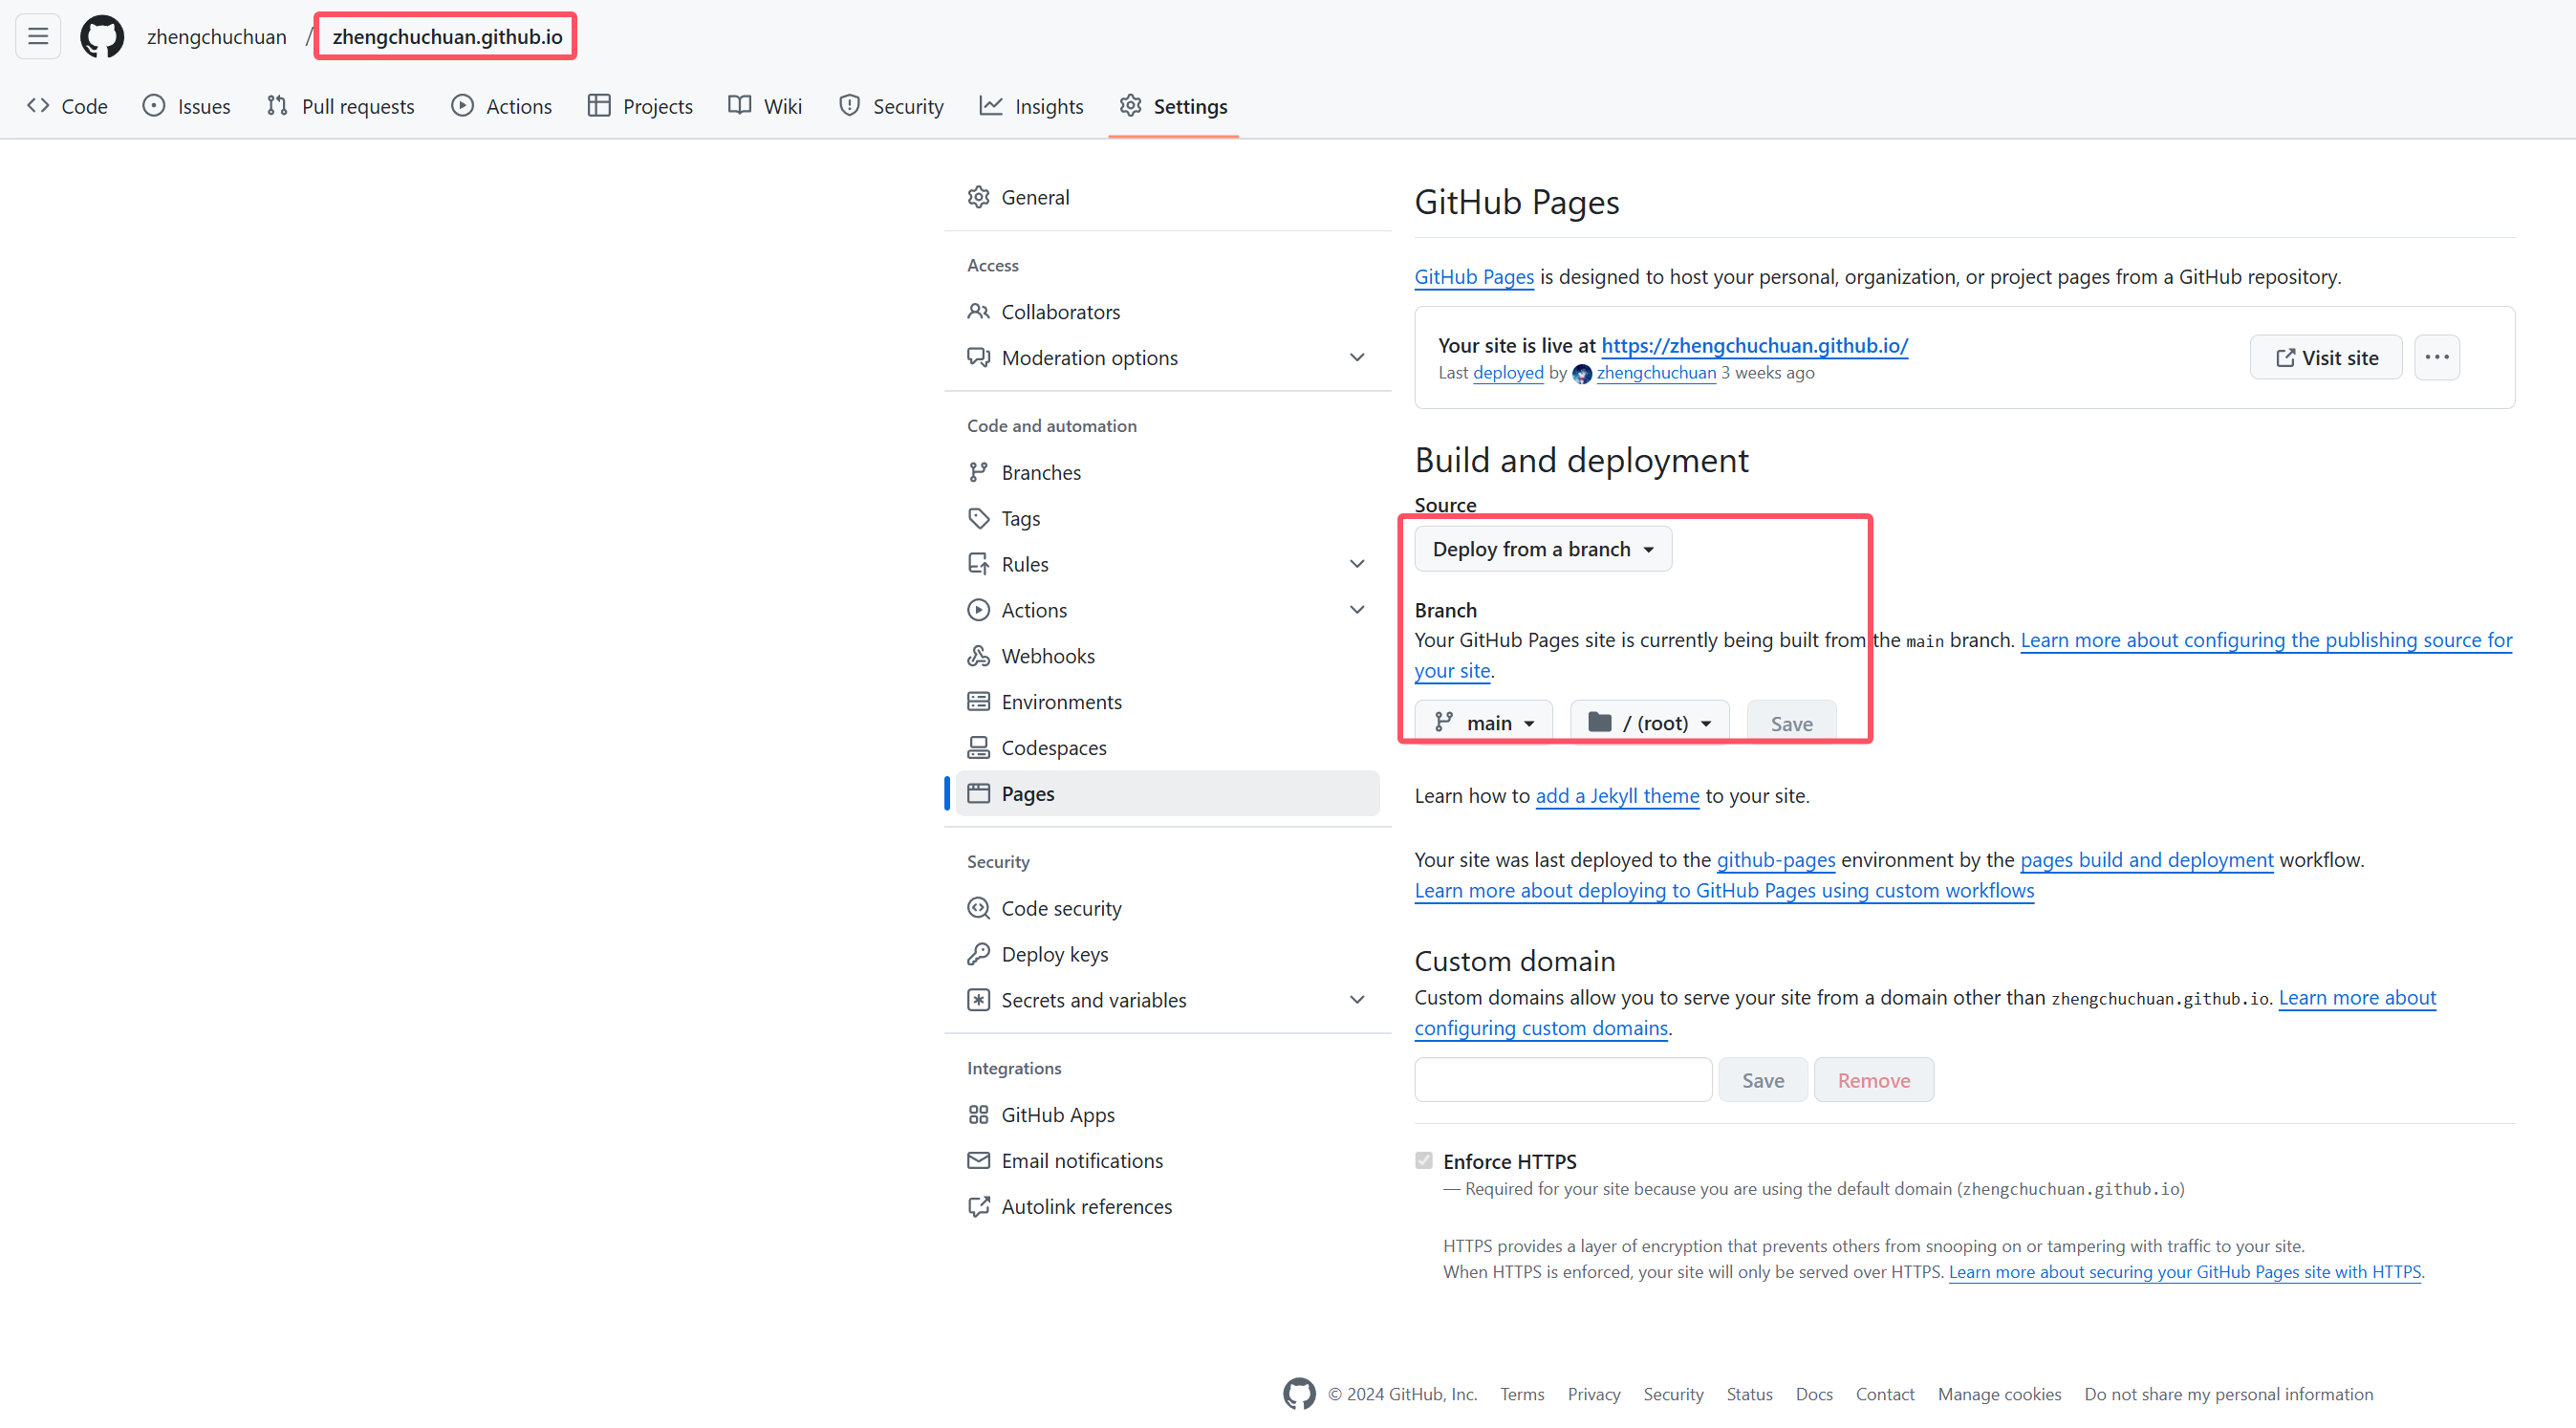 zhengchuchuan / zhengchuchuan.github.io
Code Issues Pull requests Actions Projects Wiki Security Insights Settings
General
Access
Collaborators
Moderation options
Code and automation
Branches
Tags
Rules
Actions
Webhooks
Environments
Codespaces
Pages
Security
Code security
Deploy keys
Secrets and variables
Integrations
GitHub Apps
Email notifications
Autolink references
GitHub Pages
GitHub Pages is designed to host your personal, organization, or project pages from a GitHub repository.
Your site is live at https://zhengchuchuan.github.io/
Last deployed by zhengchuchuan 3 weeks ago
Visit site
Build and deployment
Source
Deploy from a branch
Branch
Your GitHub Pages site is currently being built from the main branch. Learn more about configuring the publishing source for
your site.
main / (root) Save
Learn how to add a Jekyll theme to your site.
Your site was last deployed to the github-pages environment by the pages build and deployment workflow.
Learn more about deploying to GitHub Pages using custom workflows
Custom domain
Custom domains allow you to serve your site from a domain other than zhengchuchuan.github.io. Learn more about
configuring custom domains.
Save Remove
Enforce HTTPS
— Required for your site because you are using the default domain (zhengchuchuan.github.io)
HTTPS provides a layer of encryption that prevents others from snooping on or tampering with traffic to your site.
When HTTPS is enforced, your site will only be served over HTTPS. Learn more about securing your GitHub Pages site with HTTPS.
© 2024 GitHub, Inc. Terms Privacy Security Status Docs Contact Manage cookies Do not share my personal information